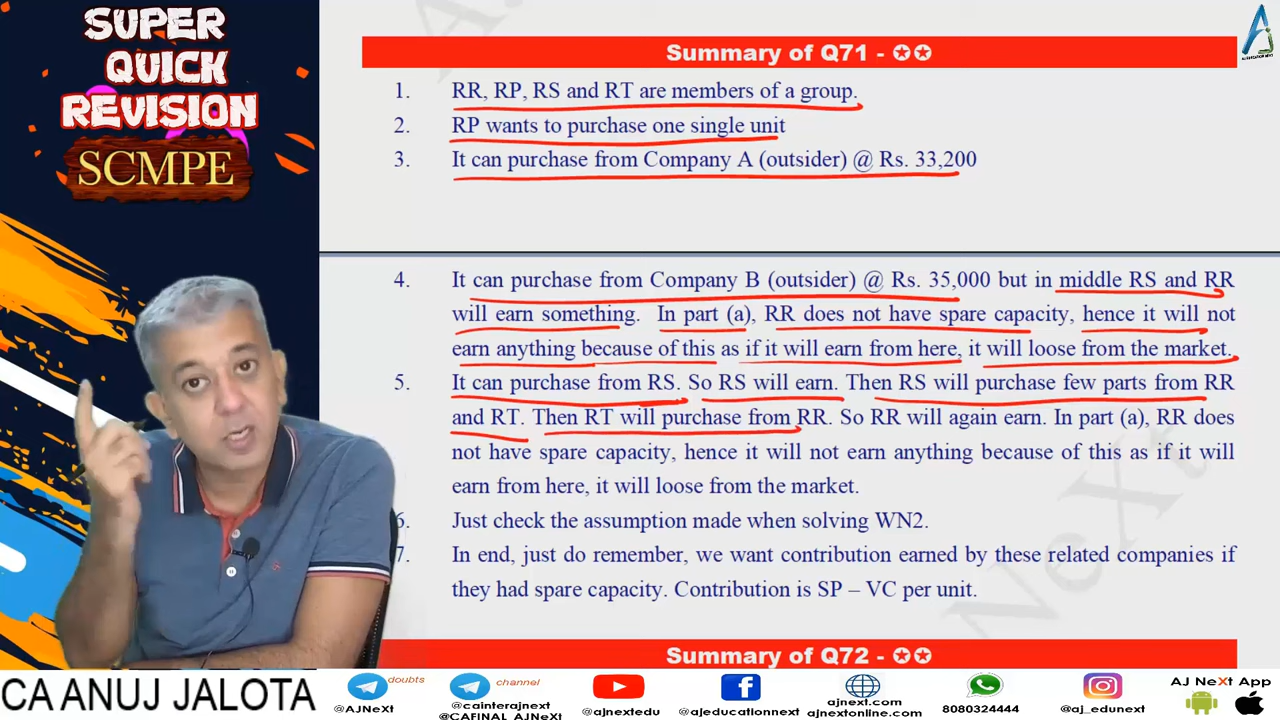 SUPER
QUICK
REVISION
SCMPE
Summary of Q71 - ✪✪
1. RR, RP, RS and RT are members of a group.
2. RP wants to purchase one single unit
3. It can purchase from Company A (outsider) @ Rs. 33,200
4. It can purchase from Company B (outsider) @ Rs. 35,000 but in middle RS and RR
will earn something. In part (a), RR does not have spare capacity, hence it will not
earn anything because of this as if it will earn from here, it will loose from the market.
5. It can purchase from RS. So RS will earn. Then RS will purchase few parts from RR
and RT. Then RT will purchase from RR. So RR will again earn. In part (a), RR does
not have spare capacity, hence it will not earn anything because of this as if it will
earn from here, it will loose from the market.
6. Just check the assumption made when solving WN2.
7. In end, just do remember, we want contribution earned by these related companies if
they had spare capacity. Contribution is SP – VC per unit.
Summary of Q72 - ✪✪
CA ANUJ JALOTA
doubts
@AJNeXt
channel
@cainterajnext
@CAFINAL_AJNeXt
@ajnextedu
@ajeducationnext
ajnext.com
ajnextonline.com
8080324444
@aj_edunext
AJ NeXt App
NeXt